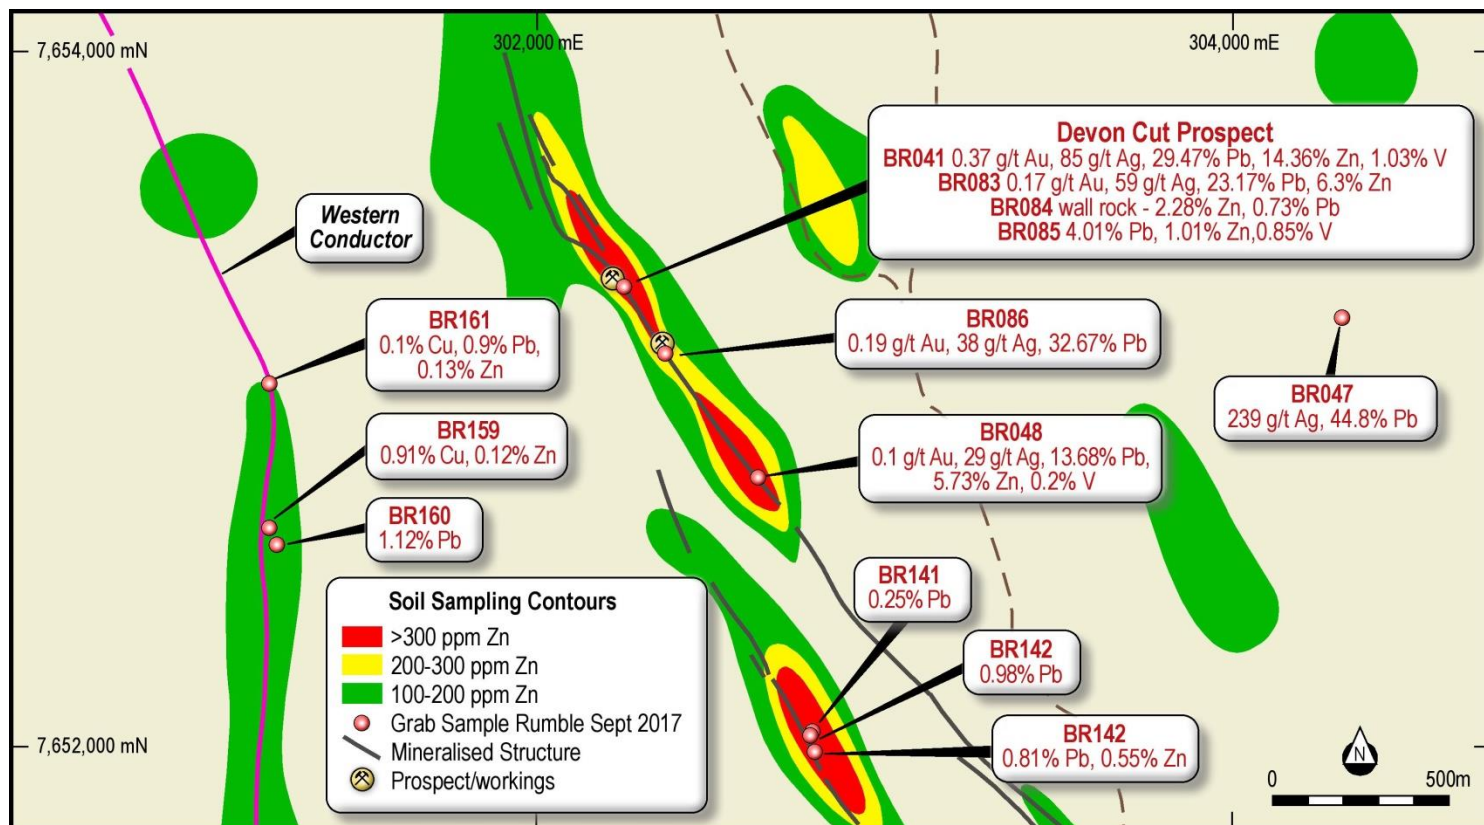 7,654,000 mN
302,000 mE
304,000 mE
Devon Cut Prospect
BR041 0.37 g/t Au, 85 g/t Ag, 29.47% Pb, 14.36% Zn, 1.03% V
BR083 0.17 g/t Au, 59 g/t Ag, 23.17% Pb, 6.3% Zn
BR084 wall rock - 2.28% Zn, 0.73% Pb
BR085 4.01% Pb, 1.01% Zn,0.85% V
Western
Conductor
BR161
0.1% Cu, 0.9% Pb,
0.13% Zn
BR086
0.19 g/t Au, 38 g/t Ag, 32.67% Pb
BR047
239 g/t Ag, 44.8% Pb
BR159
0.91% Cu, 0.12% Zn
BR048
0.1 g/t Au, 29 g/t Ag, 13.68% Pb,
5.73% Zn, 0.2% V
BR160
1.12% Pb
BR141
0.25% Pb
BR142
0.98% Pb
BR142
0.81% Pb, 0.55% Zn
Soil Sampling Contours
>300 ppm Zn
200-300 ppm Zn
100-200 ppm Zn
Grab Sample Rumble Sept 2017
Mineralised Structure
Prospect/workings
7,652,000 mN
N
0 500m